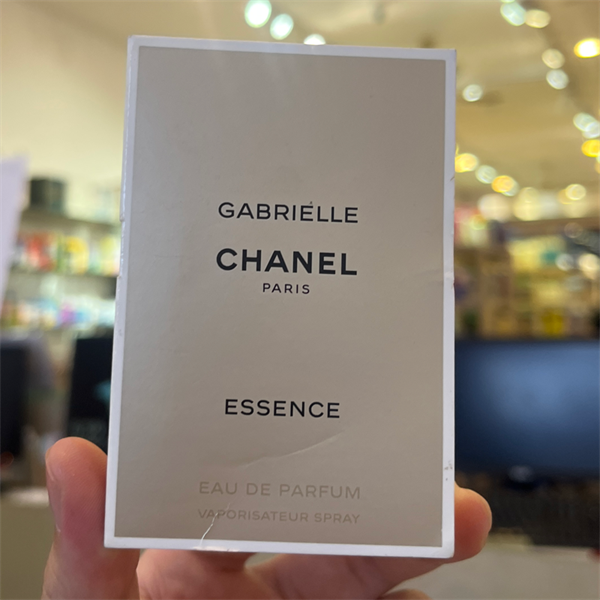 GABRIELLE
CHANEL
PARIS
ESSENCE
EAU DE PARFUM
VAPORISATEUR SPRAY